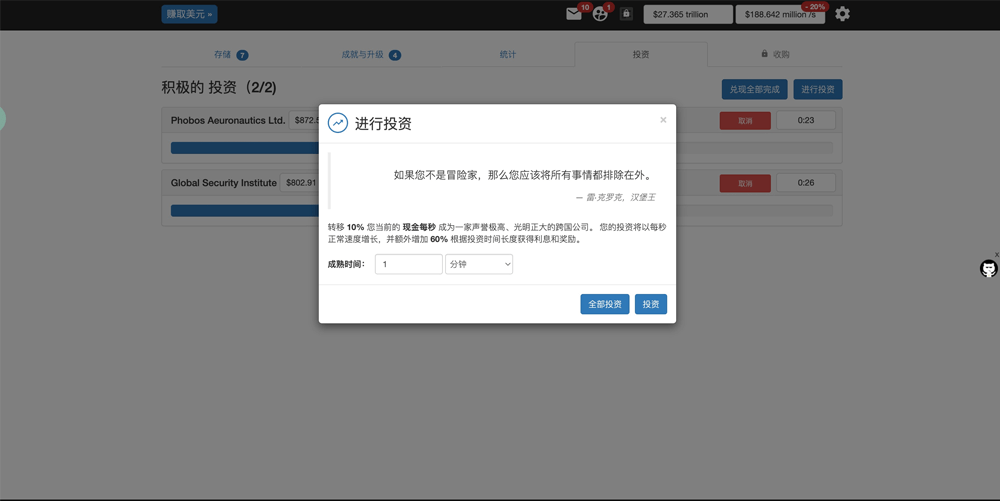 赚取美元 »
10
1
$27.365 trillion
$188.642 million /s
- 20%
存储 7
成就与升级 4
统计
投资
收购
积极的 投资（2/2)
兑现全部完成
进行投资
Phobos Aeuronautics Ltd.
取消
0:23
Global Security Institute
$802.91
取消
0:26
进行投资
×
如果您不是冒险家，那么您应该将所有事情都排除在外。
— 雷·克罗克，汉堡王
转移 10% 您当前的 现金每秒 成为一家声誉极高、光明正大的跨国公司。 您的投资将以每秒
正常速度增长，并额外增加 60% 根据投资时间长度获得利息和奖励。
成熟时间：
1
分钟
全部投资
投资
x